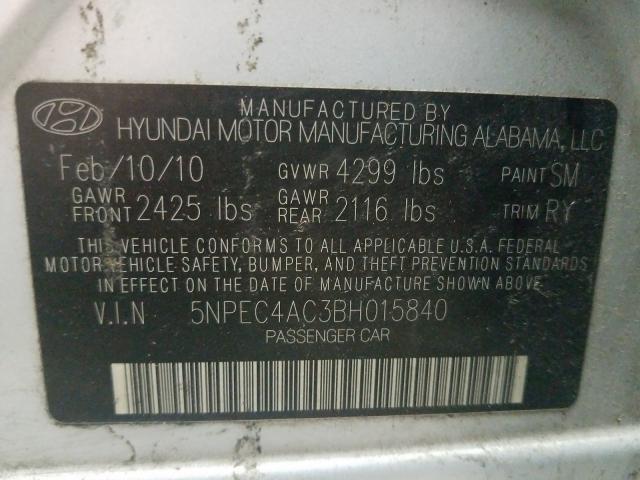 MANUFACTURED BY
HYUNDAI MOTOR MANUFACTURING ALABAMA, LLC
Feb/10/10 GVWR 4299 lbs PAINT SM
GAWR FRONT 2425 lbs GAWR REAR 2116 lbs TRIM RY
THIS VEHICLE CONFORMS TO ALL APPLICABLE U.S.A. FEDERAL
MOTOR VEHICLE SAFETY, BUMPER, AND THEFT PREVENTION STANDARDS
IN EFFECT ON THE DATE OF MANUFACTURE SHOWN ABOVE.
V.I.N 5NPEC4AC3BH015840
PASSENGER CAR